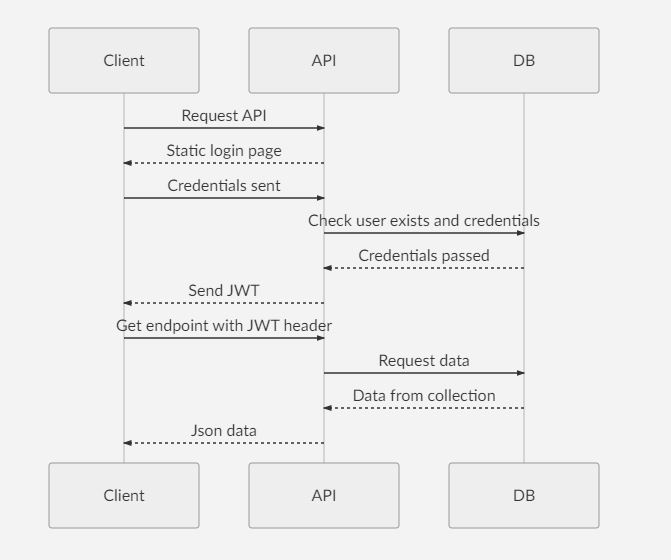 Client
API
DB
Request API
Static login page
Credentials sent
Check user exists and credentials
Credentials passed
Send JWT
Get endpoint with JWT header
Request data
Data from collection
Json data
Client
API
DB